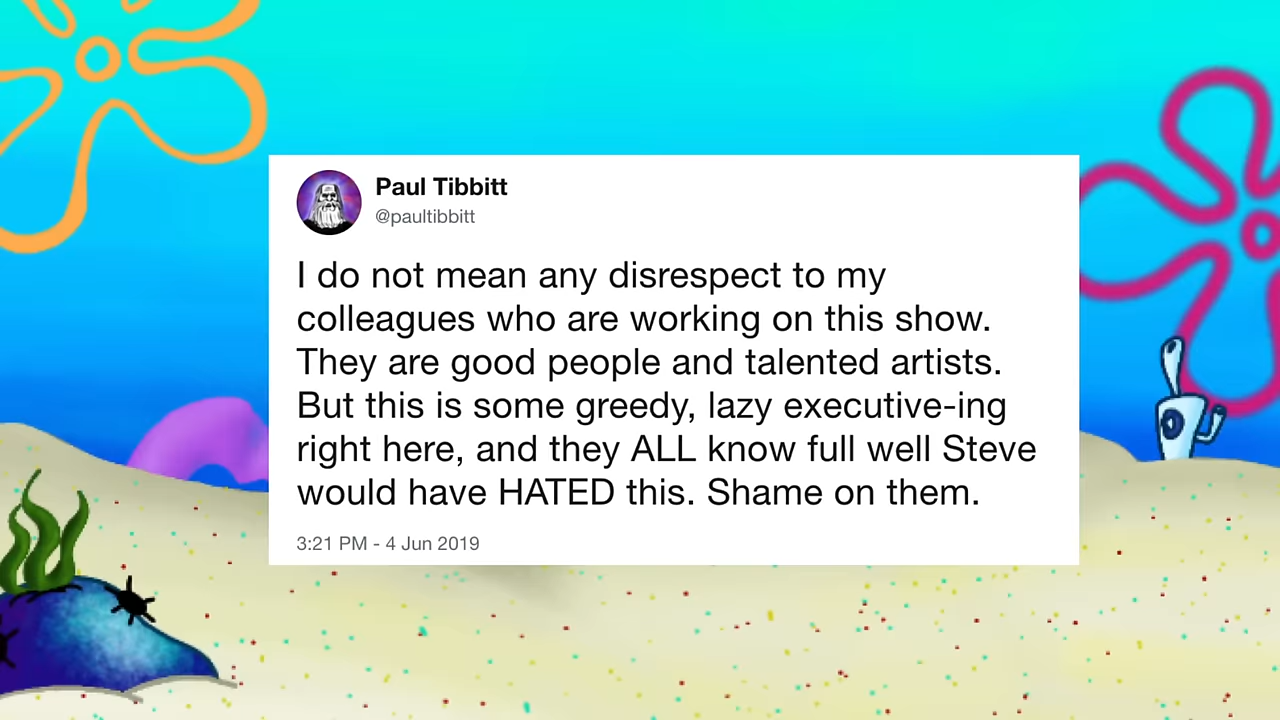 Paul Tibbitt
@paultibbitt
I do not mean any disrespect to my
colleagues who are working on this show.
They are good people and talented artists.
But this is some greedy, lazy executive-ing
right here, and they ALL know full well Steve
would have HATED this. Shame on them.
3:21 PM - 4 Jun 2019